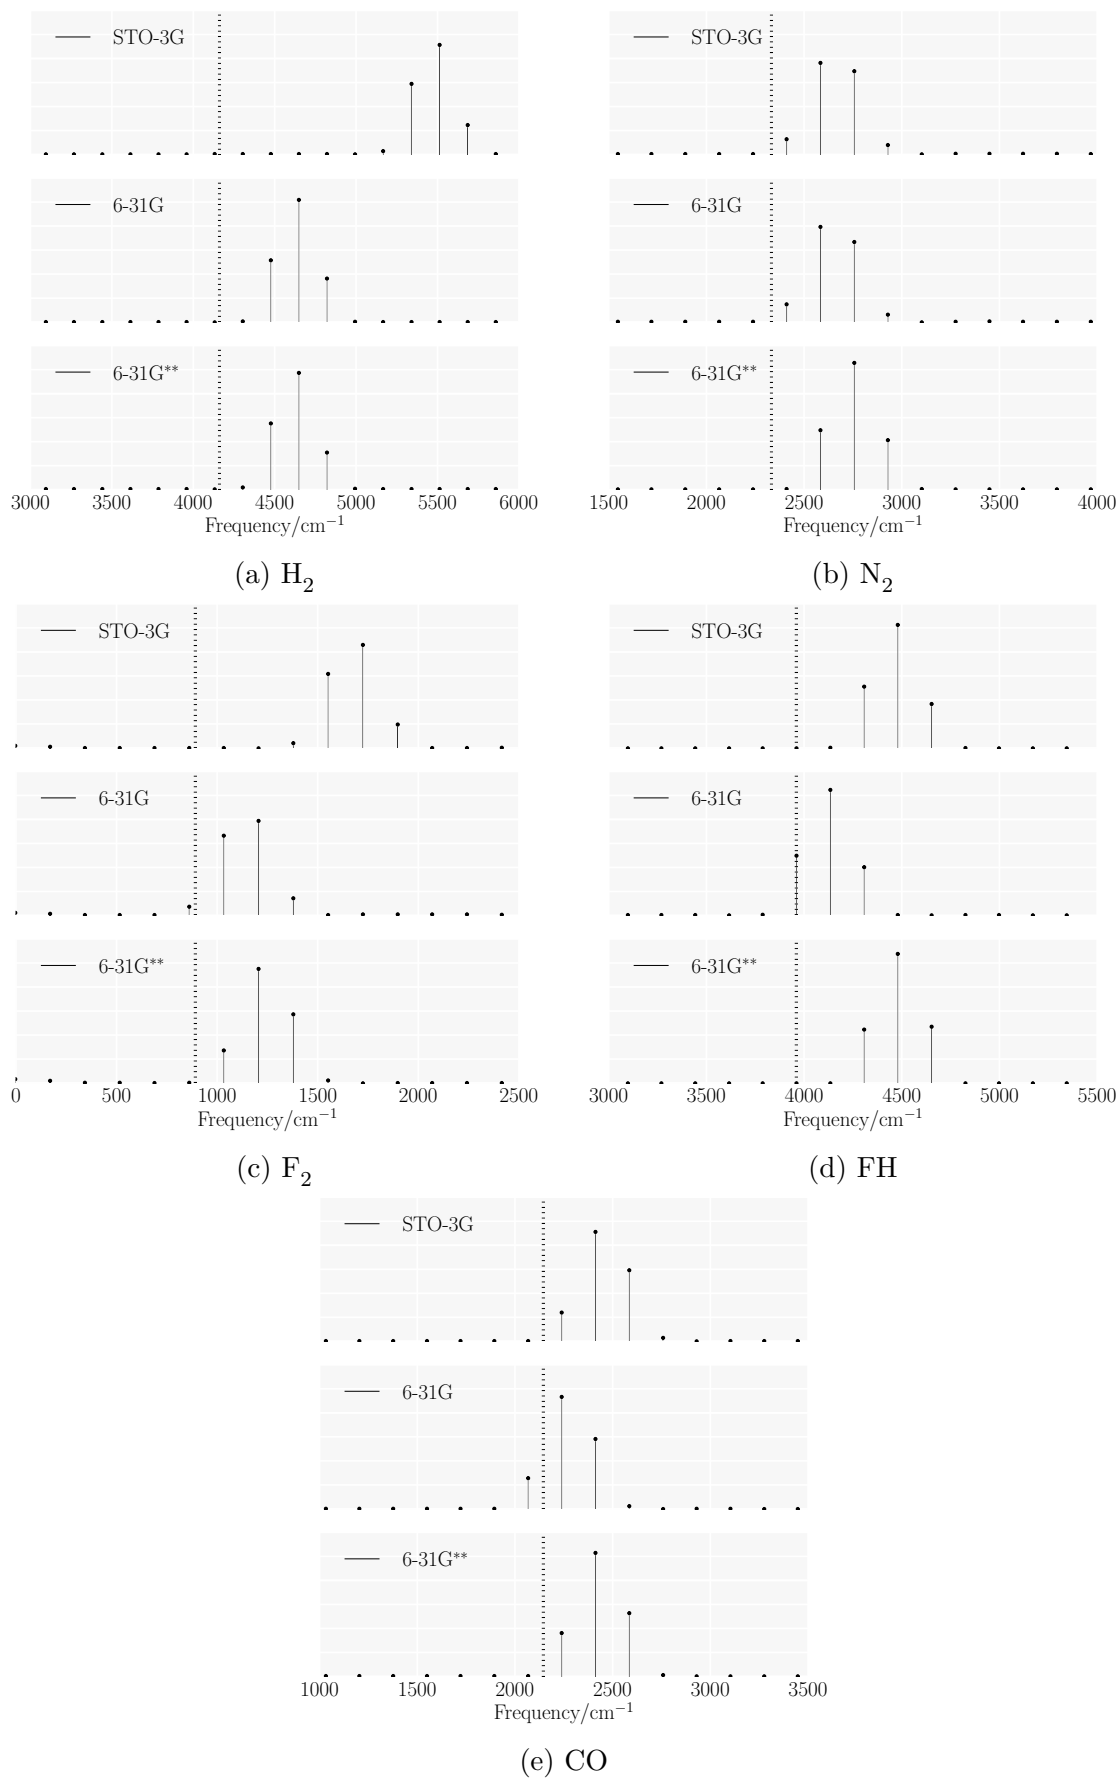 STO-3G
6-31G
6-31G**
3000 3500 4000 4500 5000 5500 6000
Frequency/cm−1
(a) H2
STO-3G
6-31G
6-31G**
1500 2000 2500 3000 3500 4000
Frequency/cm−1
(b) N2
STO-3G
6-31G
6-31G**
0 500 1000 1500 2000 2500
Frequency/cm−1
(c) F2
STO-3G
6-31G
6-31G**
3000 3500 4000 4500 5000 5500
Frequency/cm−1
(d) FH
STO-3G
6-31G
6-31G**
1000 1500 2000 2500 3000 3500
Frequency/cm−1
(e) CO